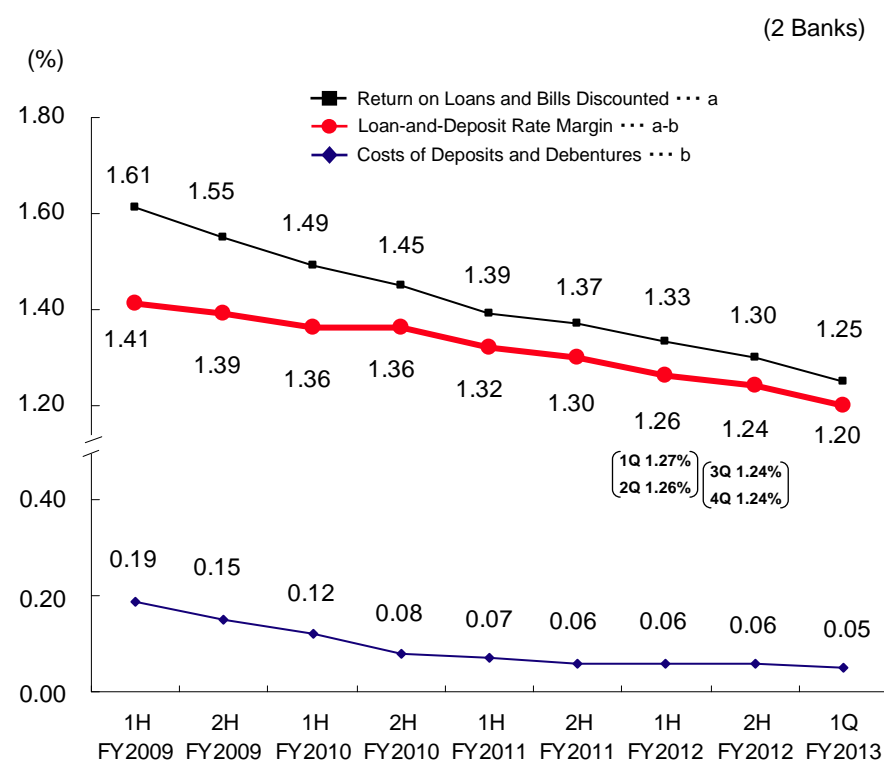 (2 Banks)
(%)
Return on Loans and Bills Discounted ··· a
Loan-and-Deposit Rate Margin ··· a-b
Costs of Deposits and Debentures ··· b
1.80
1.60
1.40
1.20
0.40
0.20
0.00
1.61 1.55 1.49 1.45 1.39 1.37 1.33 1.30 1.25
1.41 1.39 1.36 1.36 1.32 1.30 1.26 1.24 1.20
1Q 1.27%
2Q 1.26%
3Q 1.24%
4Q 1.24%
0.19 0.15 0.12 0.08 0.07 0.06 0.06 0.06 0.05
1H 2H 1H 2H 1H 2H 1H 2H 1Q
FY2009 FY2009 FY2010 FY2010 FY2011 FY2011 FY2012 FY2012 FY2013